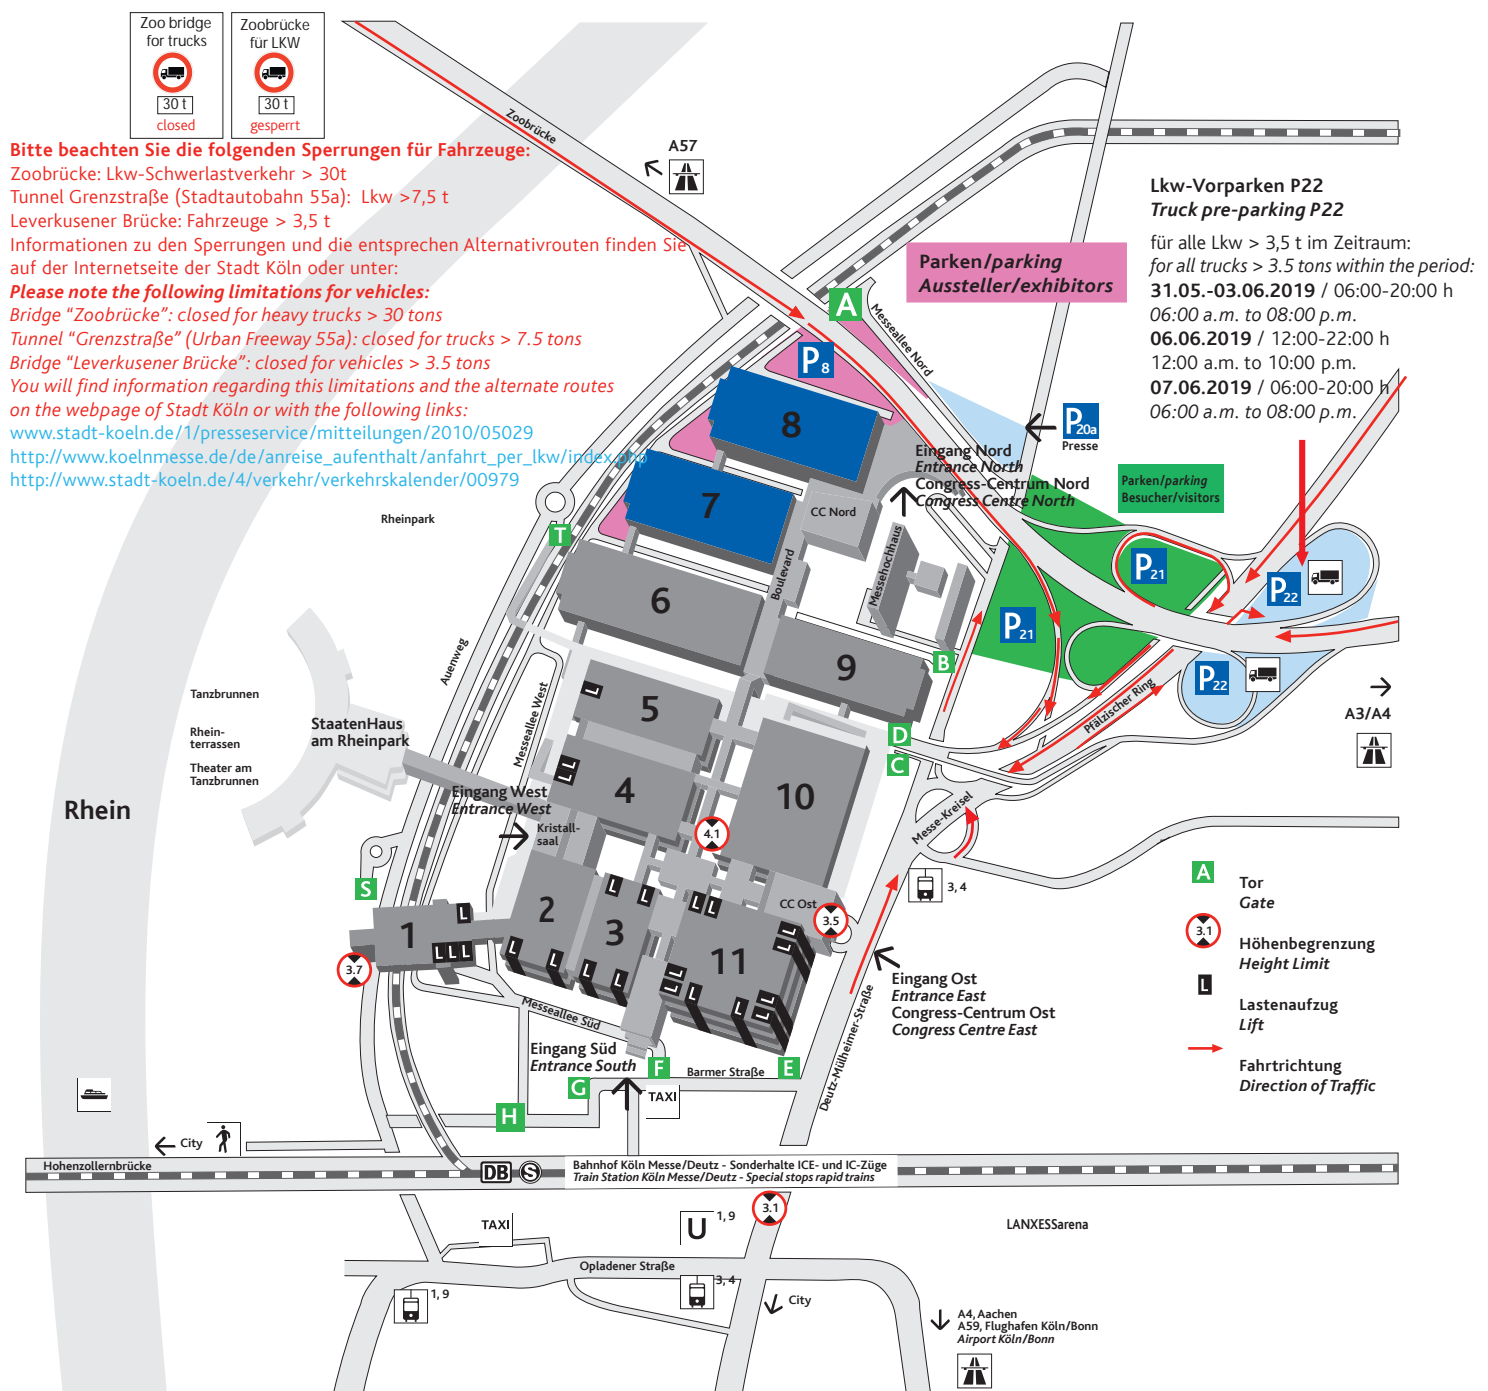 Zoo bridge
for trucks
30 t
closed
Zoobrücke
für LKW
30 t
gesperrt
Bitte beachten Sie die folgenden Sperrungen für Fahrzeuge:
Zoobrücke: Lkw-Schwerlastverkehr > 30t
Tunnel Grenzstraße (Stadtautobahn 55a): Lkw >7,5 t
Leverkusener Brücke: Fahrzeuge > 3,5 t
Informationen zu den Sperrungen und die entsprechen Alternativrouten finden Sie
auf der Internetseite der Stadt Köln oder unter:
Please note the following limitations for vehicles:
Bridge "Zoobrücke": closed for heavy trucks > 30 tons
Tunnel "Grenzstraße" (Urban Freeway 55a): closed for trucks > 7.5 tons
Bridge "Leverkusener Brücke": closed for vehicles > 3.5 tons
You will find information regarding this limitations and the alternate routes
on the webpage of Stadt Köln or with the following links:
www.stadt-koeln.de/1/presseservice/mitteilungen/2010/05029
http://www.koelnmesse.de/de/anreise_aufenthalt/anfahrt_per_lkw/index.php
http://www.stadt-koeln.de/4/verkehr/verkehrskalender/00979
Zoobrücke
A57
Lkw-Vorparken P22
Truck pre-parking P22
für alle Lkw > 3,5 t im Zeitraum:
for all trucks > 3.5 tons within the period:
31.05.-03.06.2019 / 06:00-20:00 h
06:00 a.m. to 08:00 p.m.
06.06.2019 / 12:00-22:00 h
12:00 a.m. to 10:00 p.m.
07.06.2019 / 06:00-20:00 h
06:00 a.m. to 08:00 p.m.
Parken/parking
Aussteller/exhibitors
A
Messeallee Nord
P8
8
P20a
Presse
Eingang Nord
Entrance North
Congress-Centrum Nord
Congress Centre North
Parken/parking
Besucher/visitors
7
CC Nord
Rheinpark
T
Boulevard
Messehochhaus
P21
P22
6
P21
B
9
P22
Auenweg
Messeallee West
Pfälzischer Ring
A3/A4
Tanzbrunnen
StaatenHaus
am Rheinpark
Rhein-
terrassen
Theater am
Tanzbrunnen
L
5
D
C
L
L
4
10
Eingang West
Entrance West
Kristall-
saal
Rhein
4.1
Messe-Kreisel
3, 4
S
L
1
L
L
L
3.7
2
L
L
L
L
3
L
L
L
L
CC Ost
3.5
11
L
L
L
L
L
L
L
L
L
Eingang Ost
Entrance East
Congress-Centrum Ost
Congress Centre East
Deutz-Mülheimer-Straße
A
Tor
Gate
3.1
Höhenbegrenzung
Height Limit
L
Lastenaufzug
Lift
Fahrtrichtung
Direction of Traffic
Messeallee Süd
Eingang Süd
Entrance South
F
E
G
Barmer Straße
TAXI
H
City
Hohenzollernbrücke
DB
S
Bahnhof Köln Messe/Deutz - Sonderhalte ICE- und IC-Züge
Train Station Köln Messe/Deutz - Special stops rapid trains
3.1
TAXI
U
1, 9
LANXESSarena
Opladener Straße
1, 9
3, 4
City
A4, Aachen
A59, Flughafen Köln/Bonn
Airport Köln/Bonn